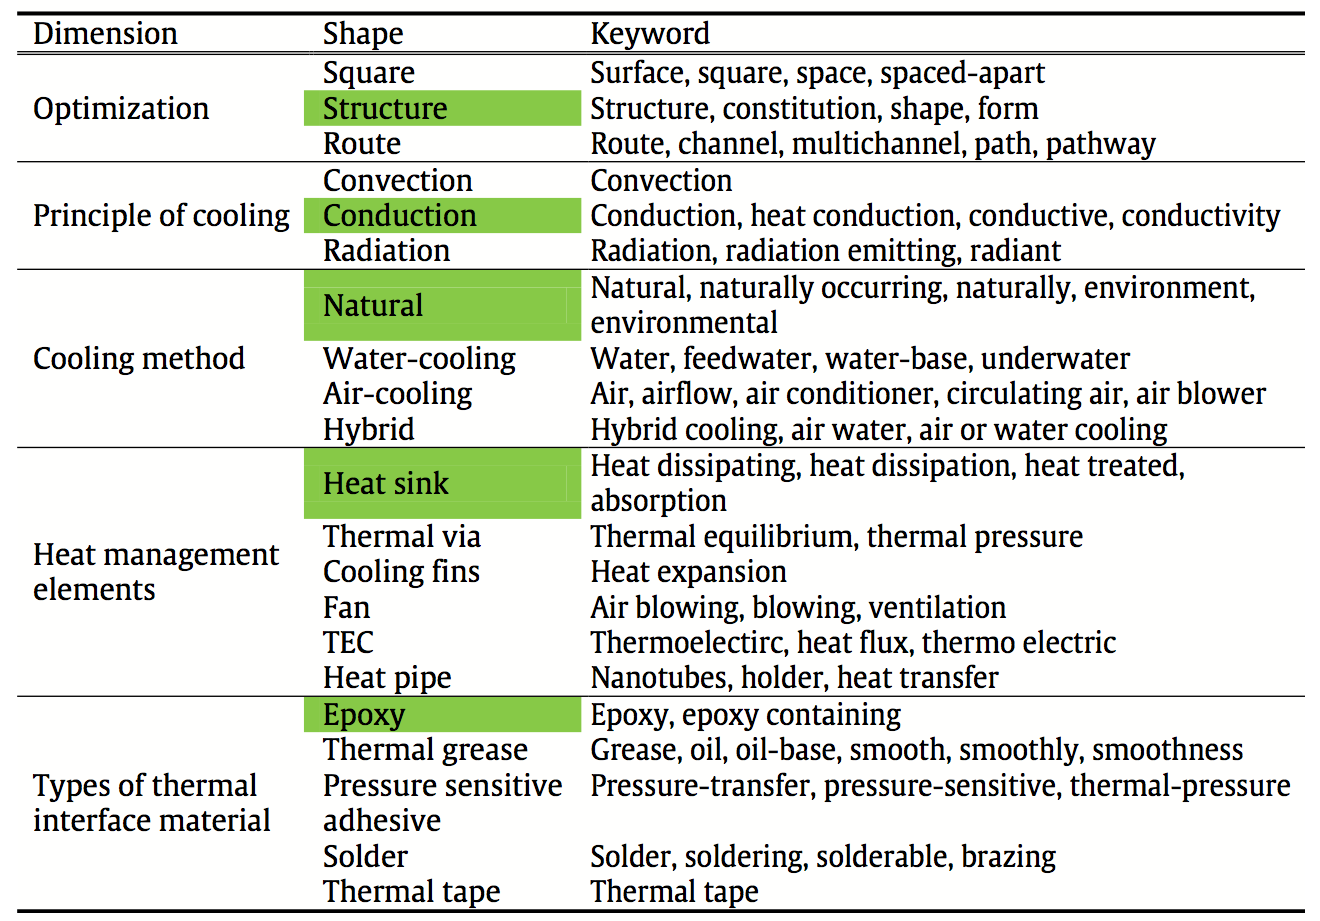 Dimension Shape Keyword
Square Surface, square, space, spaced-apart
Optimization Structure Structure, constitution, shape, form
Route Route, channel, multichannel, path, pathway
Convection Convection
Principle of cooling Conduction Conduction, heat conduction, conductive, conductivity
Radiation Radiation, radiation emitting, radiant
Natural Natural, naturally occurring, naturally, environment,
environmental
Cooling method Water-cooling Water, feedwater, water-base, underwater
Air-cooling Air, airflow, air conditioner, circulating air, air blower
Hybrid Hybrid cooling, air water, air or water cooling
Heat sink Heat dissipating, heat dissipation, heat treated,
absorption
Thermal via Thermal equilibrium, thermal pressure
Heat management
elements
Cooling fins Heat expansion
Fan Air blowing, blowing, ventilation
TEC Thermoelectirc, heat flux, thermo electric
Heat pipe Nanotubes, holder, heat transfer
Epoxy Epoxy, epoxy containing
Thermal grease Grease, oil, oil-base, smooth, smoothly, smoothness
Types of thermal
interface material
Pressure sensitive Pressure-transfer, pressure-sensitive, thermal-pressure
adhesive
Solder Solder, soldering, solderable, brazing
Thermal tape Thermal tape